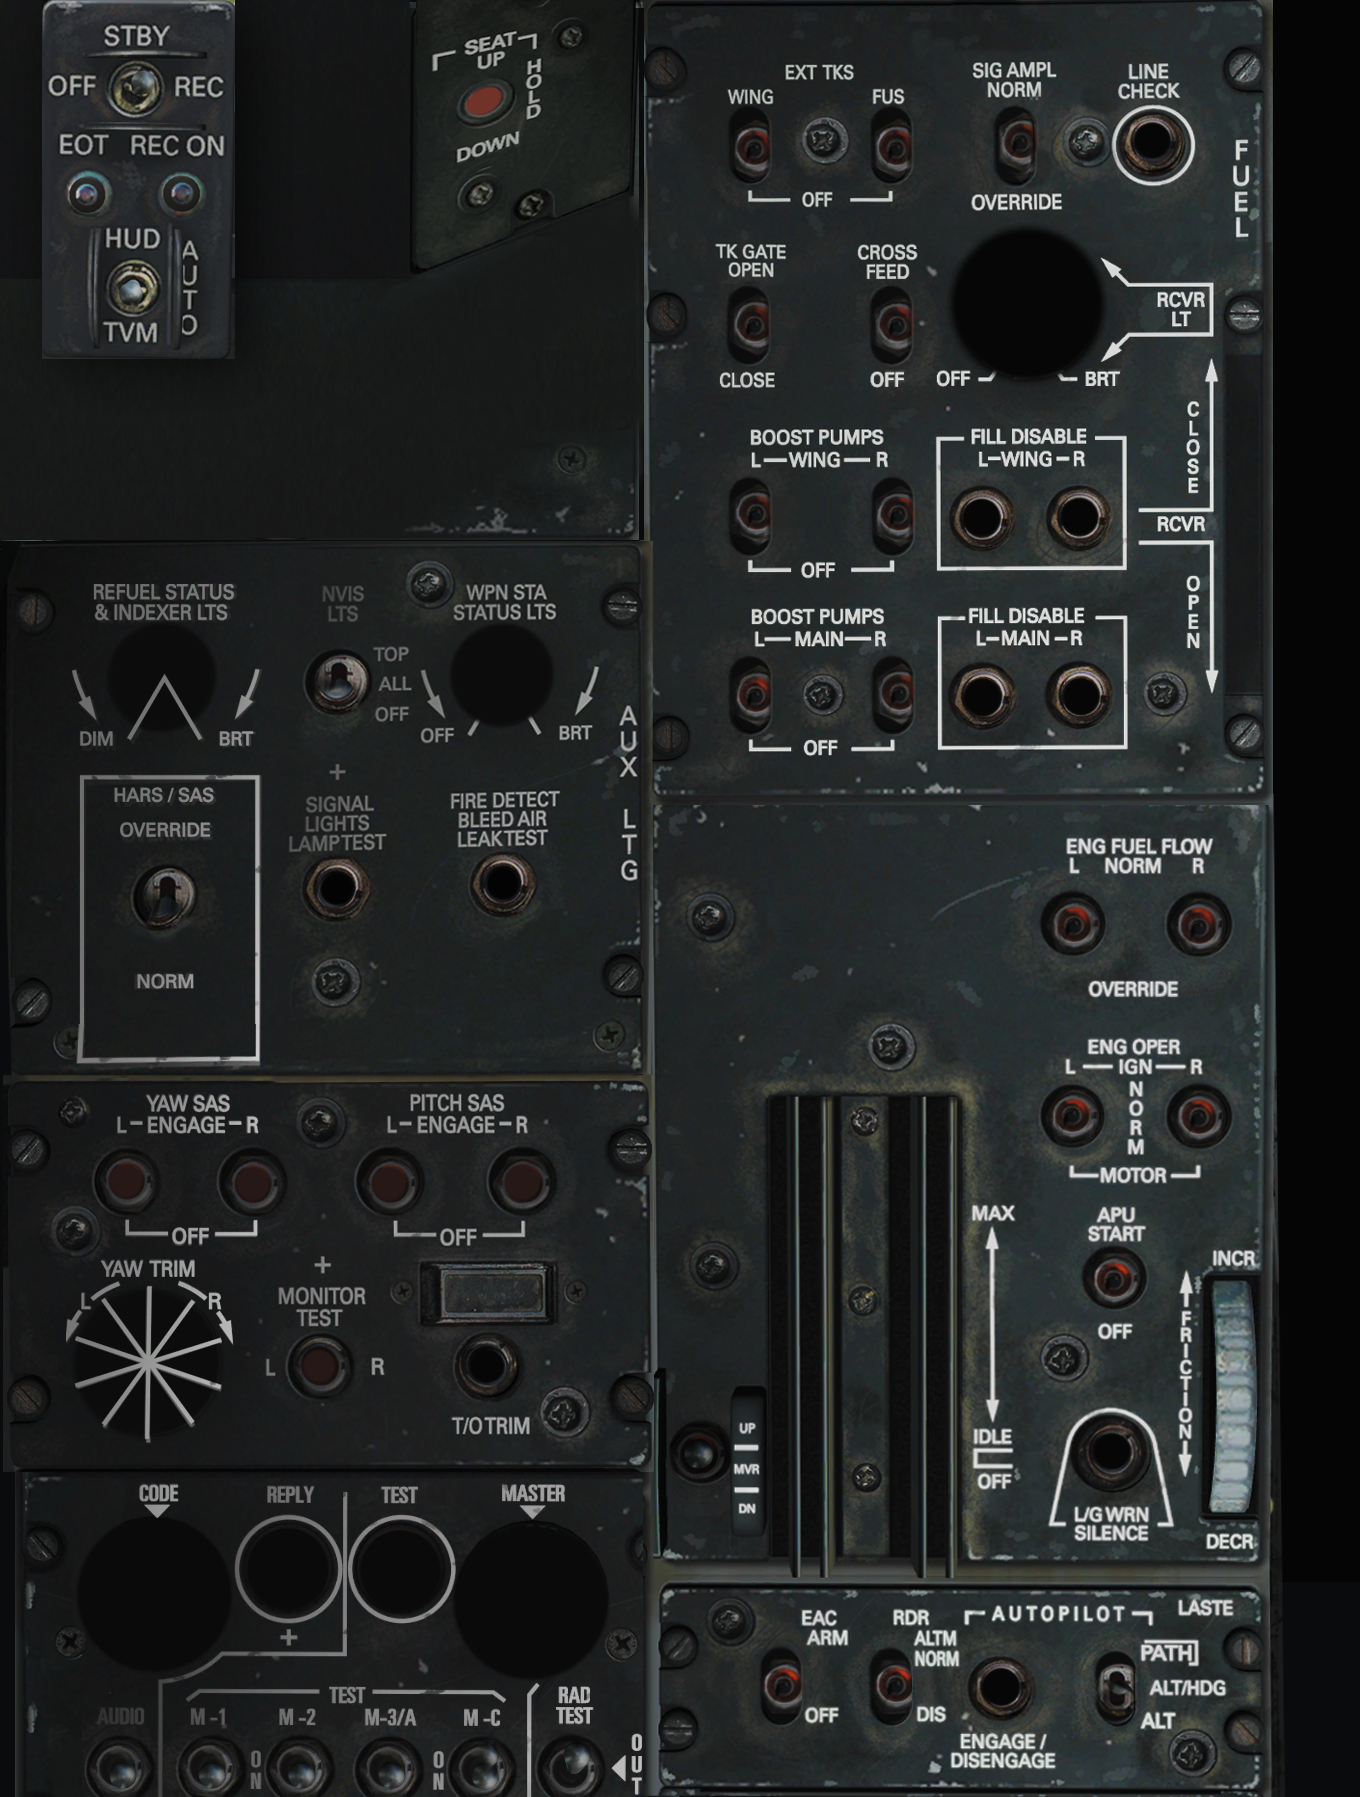 STBY
OFF REC
EOT REC ON
HUD
AUTO
TVM
SEAT
UP
HOLD
DOWN
EXT TKS
WING FUS
OFF
SIG AMPL
NORM
OVERRIDE
LINE
CHECK
FUEL
TK GATE
OPEN
CLOSE
CROSS
FEED
OFF
RCVR
LT
OFF BRT
CLOSE
RCVR
OPEN
BOOST PUMPS
L WING R
OFF
FILL DISABLE
L-WING-R
BOOST PUMPS
L MAIN R
OFF
FILL DISABLE
L-MAIN-R
REFUEL STATUS
& INDEXER LTS
DIM BRT
NVIS
LTS
TOP
ALL
OFF
WPN STA
STATUS LTS
OFF BRT
AUX LTG
HARS / SAS
OVERRIDE
NORM
+
SIGNAL
LIGHTS
LAMP TEST
FIRE DETECT
BLEED AIR
LEAK TEST
ENG FUEL FLOW
L NORM R
OVERRIDE
ENG OPER
L IGN R
NORM
MOTOR
MAX
IDLE
OFF
APU
START
OFF
INCR
FRICTION
DECR
UP
MVR
DN
L/G WRN
SILENCE
YAW SAS
L-ENGAGE-R
OFF
PITCH SAS
L-ENGAGE-R
OFF
YAW TRIM
L R
+
MONITOR
TEST
L R
T/O TRIM
CODE
REPLY
TEST
MASTER
+
TEST
AUDIO
M-1 M-2 M-3/A M-C
ON
ON
RAD
TEST
OUT
EAC
ARM
OFF
RDR
ALTM
NORM
DIS
AUTOPILOT
LASTE
PATH
ALT/HDG
ALT
ENGAGE /
DISENGAGE